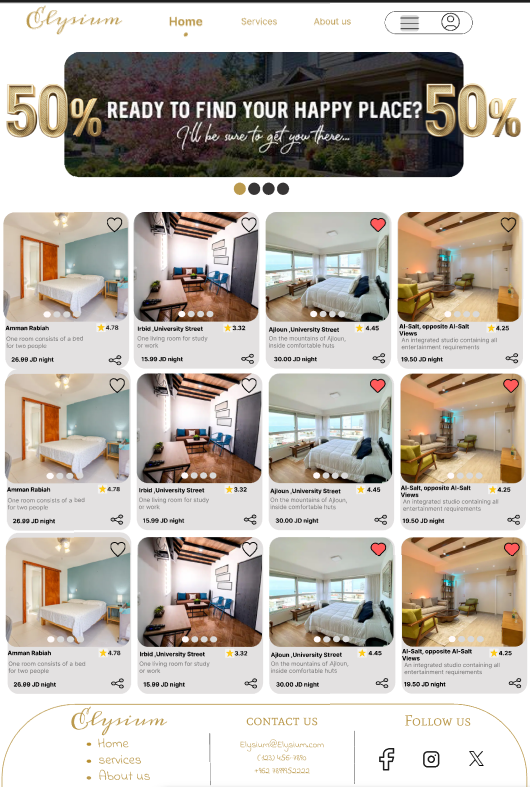 Elysium
Home Services About us
50% READY TO FIND YOUR HAPPY PLACE? 50%
I'll be sure to get you there...
Amman Rabiah 4.78
One room consists of a bed
for two people
26.99 JD night
Irbid ,University Street 3.32
One living room for study
or work
15.99 JD night
Ajloun ,University Street 4.45
On the mountains of Ajloun,
inside comfortable huts
30.00 JD night
Al-Salt, opposite Al-Salt
Views 4.25
An integrated studio containing all
entertainment requirements
19.50 JD night
Amman Rabiah 4.78
One room consists of a bed
for two people
26.99 JD night
Irbid ,University Street 3.32
One living room for study
or work
15.99 JD night
Ajloun ,University Street 4.45
On the mountains of Ajloun,
inside comfortable huts
30.00 JD night
Al-Salt, opposite Al-Salt
Views 4.25
An integrated studio containing all
entertainment requirements
19.50 JD night
Amman Rabiah 4.78
One room consists of a bed
for two people
26.99 JD night
Irbid ,University Street 3.32
One living room for study
or work
15.99 JD night
Ajloun ,University Street 4.45
On the mountains of Ajloun,
inside comfortable huts
30.00 JD night
Al-Salt, opposite Al-Salt
Views 4.25
An integrated studio containing all
entertainment requirements
19.50 JD night
Elysium
Home
services
About us
CONTACT US
Elysium@Elysium.com
(123) 456-7890
FOLLOW US